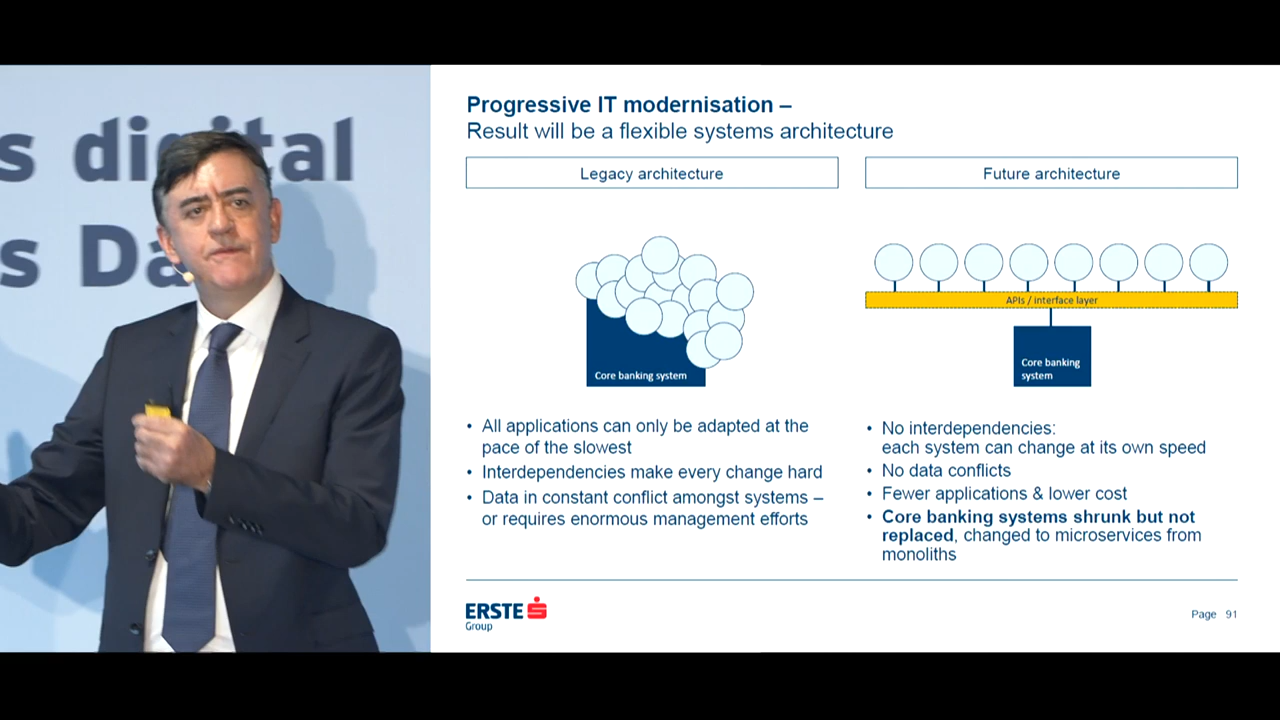 s digital
s Da
Progressive IT modernisation –
Result will be a flexible systems architecture
Legacy architecture
Core banking system
• All applications can only be adapted at the
pace of the slowest
• Interdependencies make every change hard
• Data in constant conflict amongst systems –
or requires enormous management efforts
Future architecture
APIs / interface layer
Core banking
system
• No interdependencies:
each system can change at its own speed
• No data conflicts
• Fewer applications & lower cost
• Core banking systems shrunk but not
replaced, changed to microservices from
monoliths
ERSTE
Group
Page 91